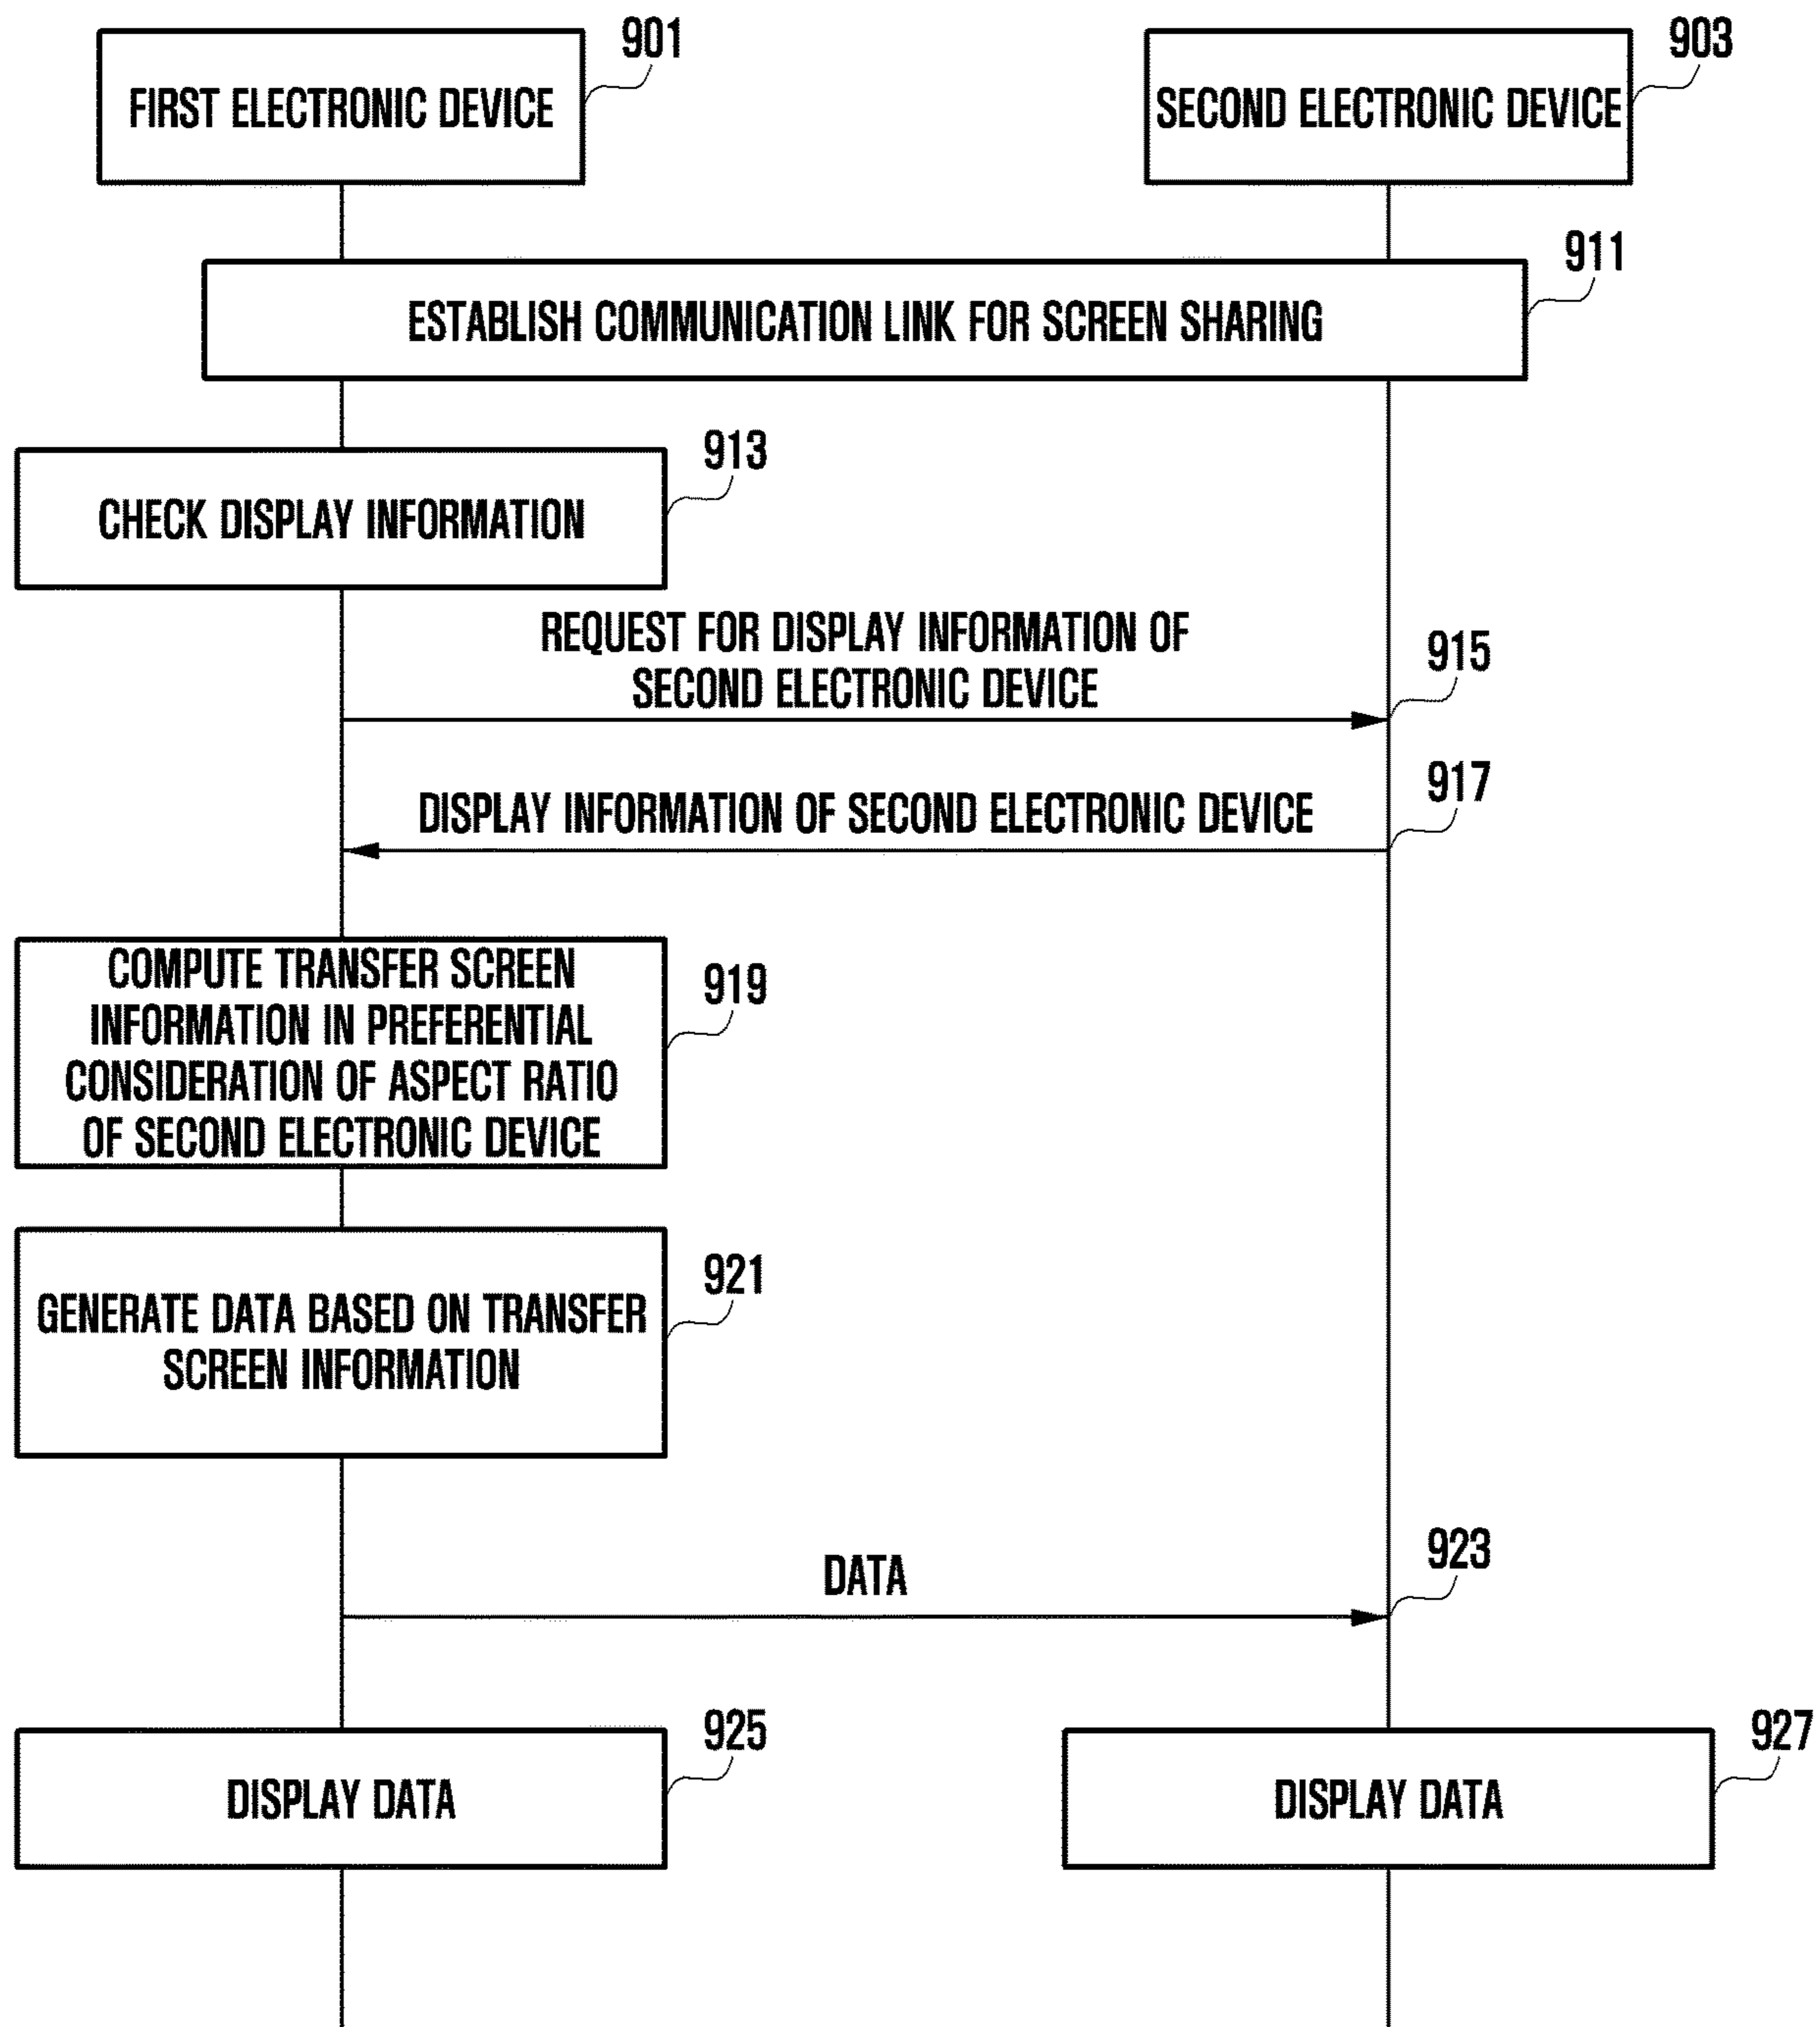 901
903
FIRST ELECTRONIC DEVICE
SECOND ELECTRONIC DEVICE
911
ESTABLISH COMMUNICATION LINK FOR SCREEN SHARING
913
CHECK DISPLAY INFORMATION
REQUEST FOR DISPLAY INFORMATION OF
SECOND ELECTRONIC DEVICE
915
917
DISPLAY INFORMATION OF SECOND ELECTRONIC DEVICE
COMPUTE TRANSFER SCREEN
INFORMATION IN PREFERENTIAL
CONSIDERATION OF ASPECT RATIO
OF SECOND ELECTRONIC DEVICE
919
921
GENERATE DATA BASED ON TRANSFER
SCREEN INFORMATION
923
DATA
925
927
DISPLAY DATA
DISPLAY DATA